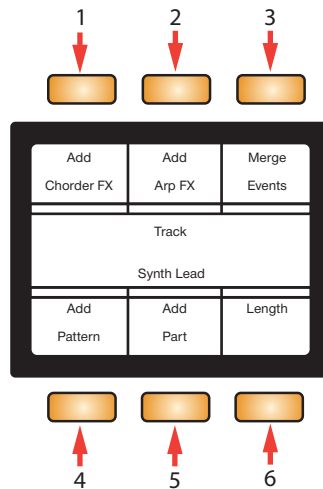 1 2 3
Add Add Merge
Chorder FX Arp FX Events
Track
Synth Lead
Add Add Length
Pattern Part
4 5 6